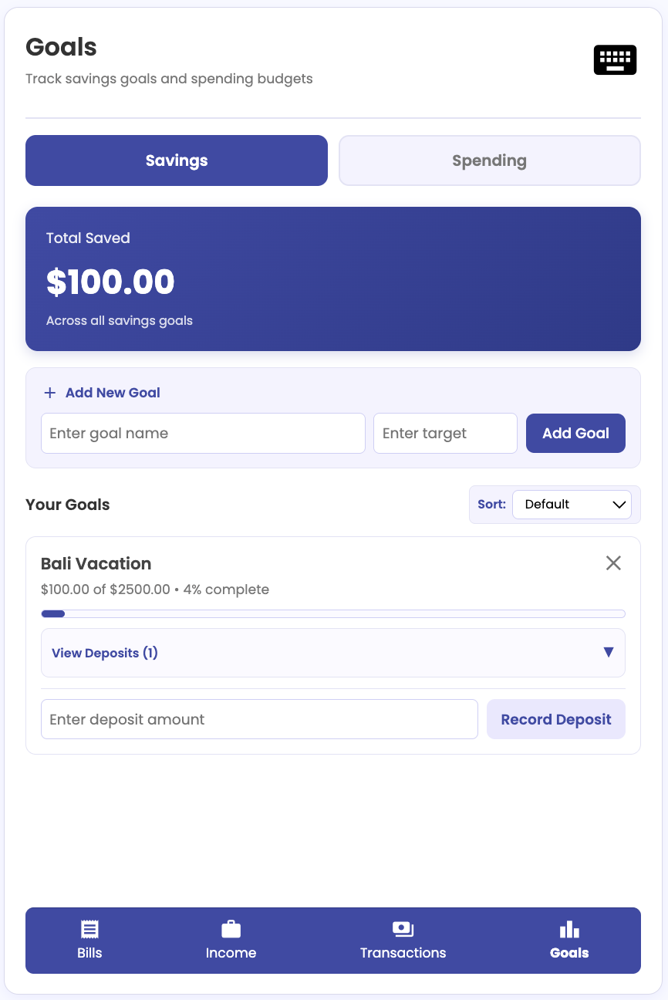 Goals
Track savings goals and spending budgets
Savings
Spending
Total Saved
$100.00
Across all savings goals
+ Add New Goal
Enter goal name
Enter target
Add Goal
Your Goals
Sort:
Default
Bali Vacation
$100.00 of $2500.00 • 4% complete
View Deposits (1)
Enter deposit amount
Record Deposit
Bills
Income
Transactions
Goals